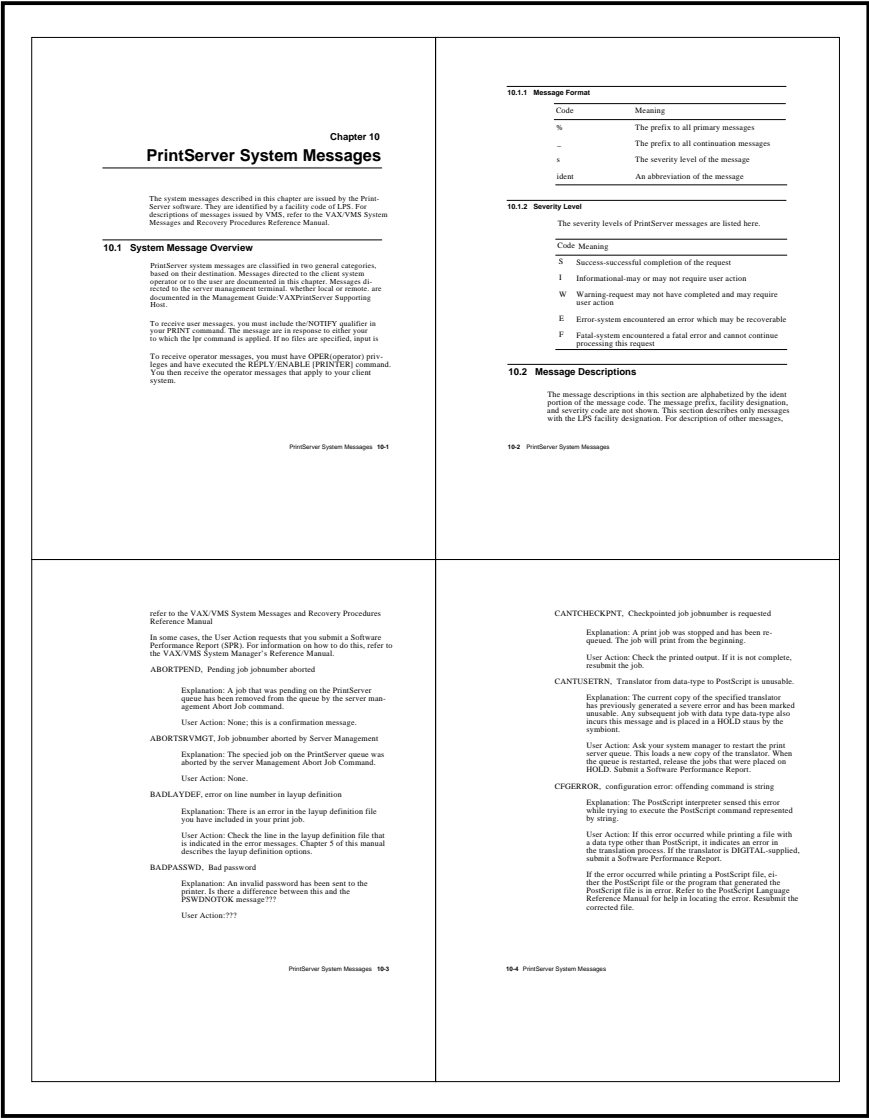 Chapter 10
PrintServer System Messages
The system messages described in this chapter are issued by the Print-
Server software. They are identified by a facility code of LPS. For
descriptions of messages issued by VMS, refer to the VAX/VMS System
Messages and Recovery Procedures Reference Manual.
10.1 System Message Overview
PrintServer system messages are classified in two general categories,
based on their destination. Messages directed to the client system
operator or to the user are documented in this chapter. Messages di-
rected to the server management terminal. whether local or remote. are
documented in the Management Guide:VAXPrintServer Supporting
Host.
To receive user messages. you must include the/NOTIFY qualifier in
your PRINT command. The message are in response to either your
to which the lpr command is applied. If no files are specified, input is
To receive operator messages, you must have OPER(operator) priv-
leges and have executed the REPLY/ENABLE [PRINTER] command.
You then receive the operator messages that apply to your client
system.
PrintServer System Messages 10-1
10.1.1 Message Format
Code Meaning
% The prefix to all primary messages
_ The prefix to all continuation messages
s The severity level of the message
ident An abbreviation of the message
10.1.2 Severity Level
The severity levels of PrintServer messages are listed here.
Code Meaning
S Success-successful completion of the request
I Informational-may or may not require user action
W Warning-request may not have completed and may require
user action
E Error-system encountered an error which may be recoverable
F Fatal-system encountered a fatal error and cannot continue
processing this request
10.2 Message Descriptions
The message descriptions in this section are alphabetized by the ident
portion of the message code. The message prefix, facility designation,
and severity code are not shown. This section describes only messages
with the LPS facility designation. For description of other messages,
10-2 PrintServer System Messages
refer to the VAX/VMS System Messages and Recovery Procedures
Reference Manual
In some cases, the User Action requests that you submit a Software
Performance Report (SPR). For information on how to do this, refer to
the VAX/VMS System Manager's Reference Manual.
ABORTPEND, Pending job jobnumber aborted
Explanation: A job that was pending on the PrintServer
queue has been removed from the queue by the server man-
agement Abort Job command.
User Action: None; this is a confirmation message.
ABORTSRVMGT, Job jobnumber aborted by Server Management
Explanation: The specied job on the PrintServer queue was
aborted by the server Management Abort Job Command.
User Action: None.
BADLAYDEF, error on line number in layup definition
Explanation: There is an error in the layup definition file
you have included in your print job.
User Action: Check the line in the layup definition file that
is indicated in the error messages. Chapter 5 of this manual
describes the layup definition options.
BADPASSWD, Bad password
Explanation: An invalid password has been sent to the
printer. Is there a difference between this and the
PSWDNOTOK message???
User Action:???
PrintServer System Messages 10-3
CANTCHECKPNT, Checkpointed job jobnumber is requested
Explanation: A print job was stopped and has been re-
queued. The job will print from the beginning.
User Action: Check the printed output. If it is not complete,
resubmit the job.
CANTUSETRN, Translator from data-type to PostScript is unusable.
Explanation: The current copy of the specified translator
has previously generated a severe error and has been marked
unusable. Any subsequent job with data type data-type also
incurs this message and is placed in a HOLD staus by the
symbiont.
User Action: Ask your system manager to restart the print
server queue. This loads a new copy of the translator. When
the queue is restarted, release the jobs that were placed on
HOLD. Submit a Software Performance Report.
CFGERROR, configuration error: offending command is string
Explanation: The PostScript interpreter sensed this error
while trying to execute the PostScript command represented
by string.
User Action: If this error occurred while printing a file with
a data type other than PostScript, it indicates an error in
the translation process. If the translator is DIGITAL-supplied,
submit a Software Performance Report.
If the error occurred while printing a PostScript file, ei-
ther the PostScript file or the program that generated the
PostScript file is in error. Refer to the PostScript Language
Reference Manual for help in locating the error. Resubmit the
corrected file.
10-4 PrintServer System Messages